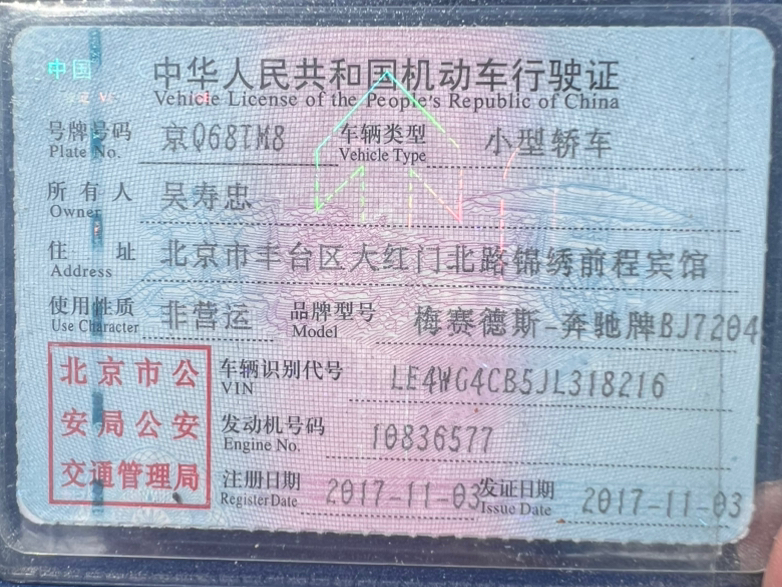 中国
中华人民共和国机动车行驶证
Vehicle License of the People's Republic of China
号牌号码 京Q68TM8 车辆类型 小型轿车
Plate No. Vehicle Type
所有人 吴寿忠
Owner
住址 北京市丰台区大红门北路锦绣前程宾馆
Address
使用性质 非营运 品牌型号 梅赛德斯-奔驰牌BJ7204
Use Character Model
北京市公安局公安交通管理局
车辆识别代号 LE4WG4CB5JL318216
VIN
发动机号码 10836577
Engine No.
注册日期 2017-11-03 发证日期 2017-11-03
Register Date Issue Date